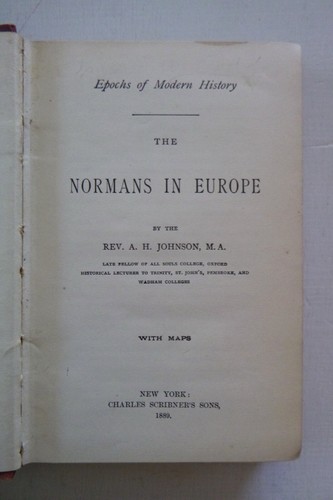 Epochs of Modern History
THE
NORMANS IN EUROPE
BY THE
REV. A. H. JOHNSON, M.A.
LATE FELLOW OF ALL SOULS COLLEGE, OXFORD
HISTORICAL LECTURER TO TRINITY, ST. JOHN'S, PEMBROKE, AND
WADHAM COLLEGES
WITH MAPS
NEW YORK:
CHARLES SCRIBNER'S SONS,
1889.